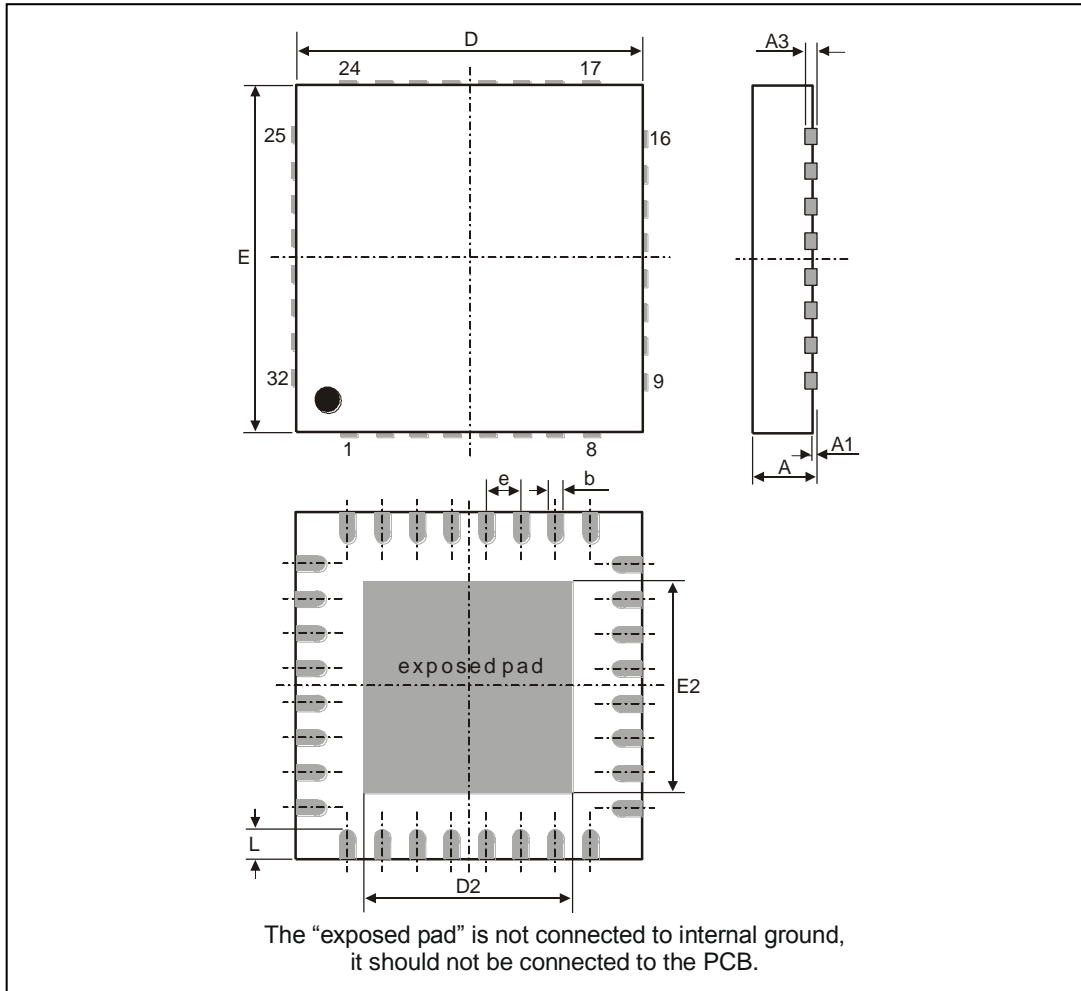 D
A3
24
17
25
16
E
32
9
1
8
A1
A
e
b
exposed pad
E2
L
D2
The “exposed pad” is not connected to internal ground,
it should not be connected to the PCB.